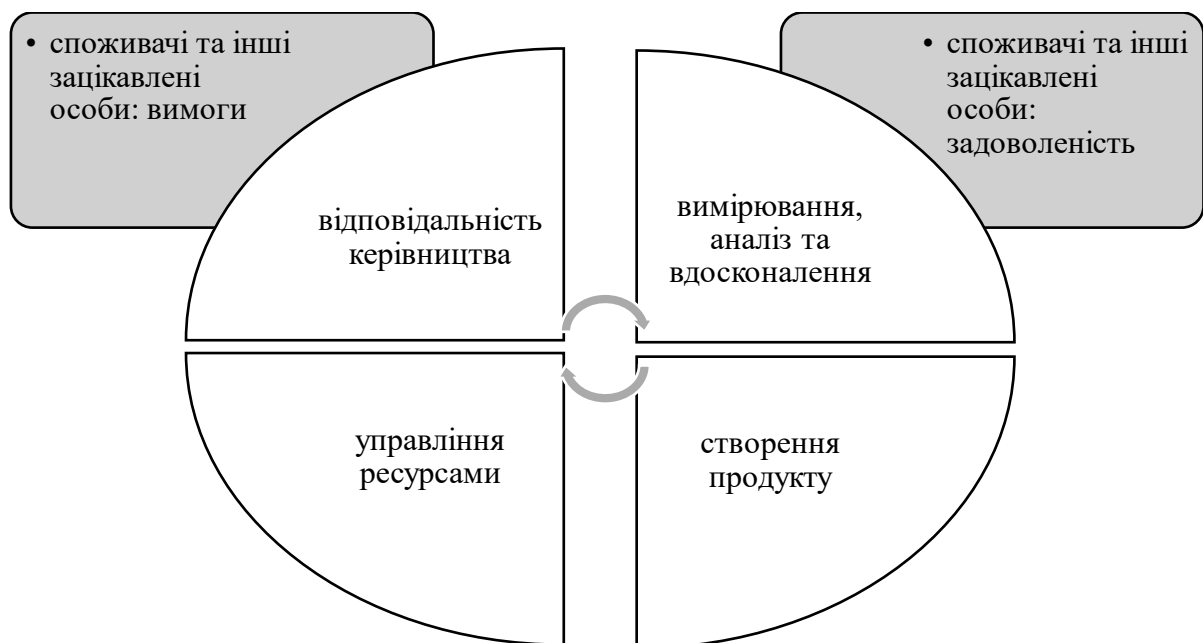 • споживачі та інші
зацікавлені
особи: вимоги
• споживачі та інші
зацікавлені
особи:
задоволеність
відповідальність
керівництва
вимірювання,
аналіз та
вдосконалення
управління
ресурсами
створення
продукту